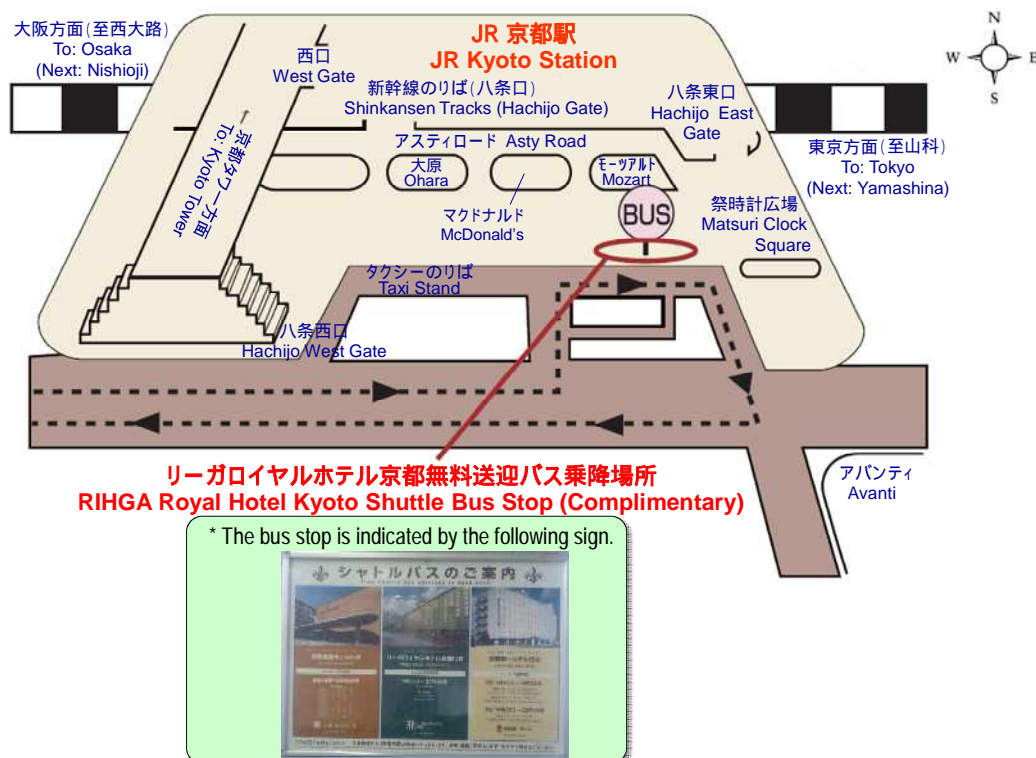 大阪方面(至西大路)
To: Osaka
(Next: Nishioji)
西口
West Gate
JR 京都駅
JR Kyoto Station
N
W
E
S
新幹線のりば(八条口)
Shinkansen Tracks (Hachijo Gate)
八条東口
Hachijo East
Gate
東京方面(至山科)
To: Tokyo
(Next: Yamashina)
←
京都タワー方面
To: Kyoto Tower
アスティロード Asty Road
大原
Ohara
モーツアルト
Mozart
マクドナルド
McDonald's
BUS
祭時計広場
Matsuri Clock
Square
タクシーのりば
Taxi Stand
八条西口
Hachijo West Gate
リーガロイヤルホテル京都無料送迎バス乗降場所
RIHGA Royal Hotel Kyoto Shuttle Bus Stop (Complimentary)
アバンティ
Avanti
* The bus stop is indicated by the following sign.
シャトルバスのご案内